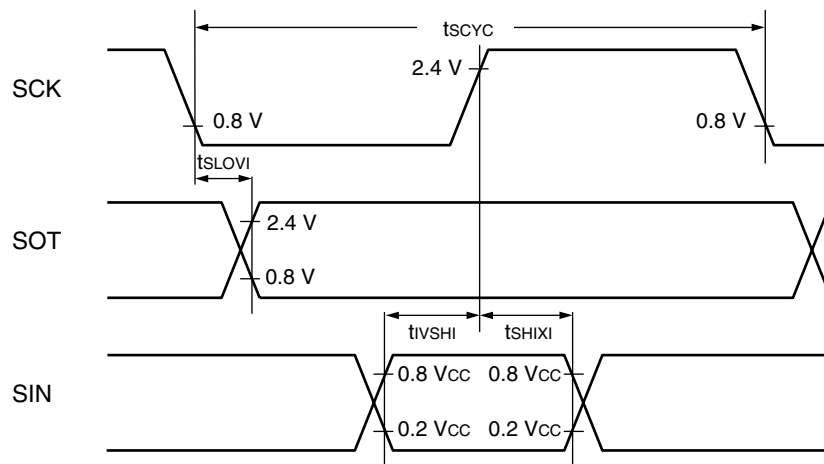 tSCYC
SCK
2.4 V
0.8 V
0.8 V
tSLOVI
SOT
2.4 V
0.8 V
tIVSHI
tSHIXI
SIN
0.8 VCC
0.8 VCC
0.2 VCC
0.2 VCC